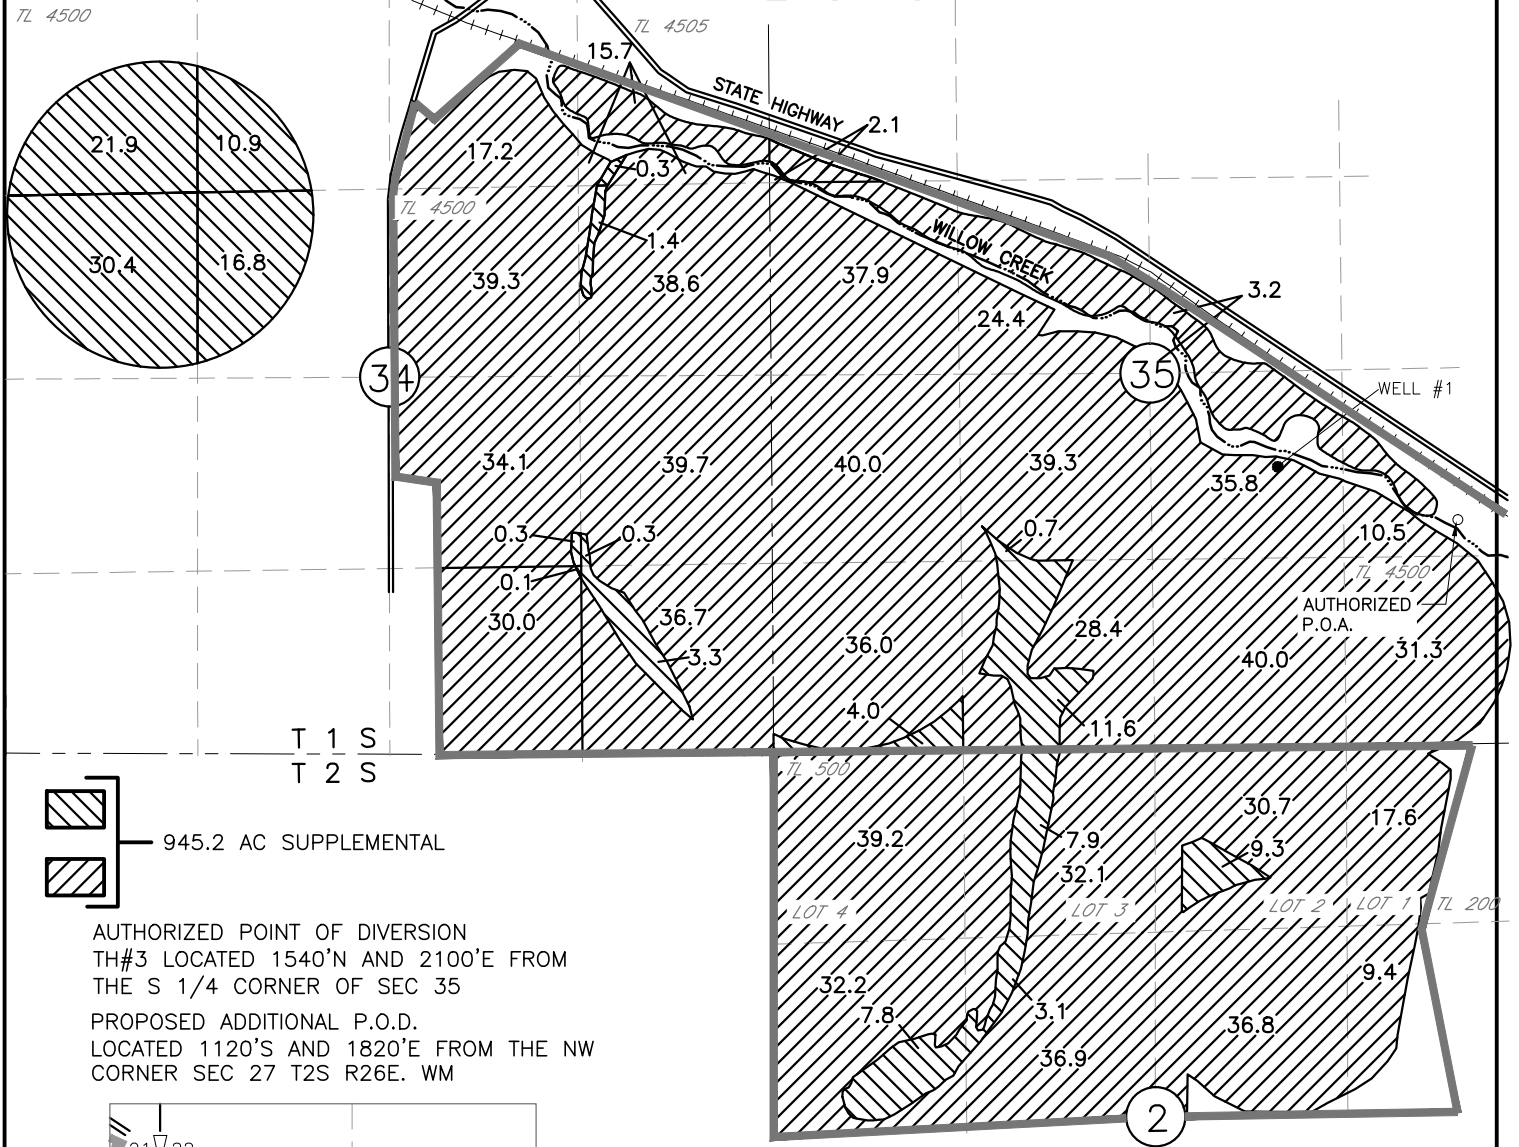 TL 4500
TL 4505
15.7
STATE HIGHWAY
2.1
21.9
10.9
17.2
0.3
TL 4500
1.4
WILLOW CREEK
30.4
16.8
39.3
38.6
37.9
3.2
24.4
34
35
WELL #1
34.1
39.7
40.0
39.3
35.8
0.3
0.3
0.7
10.5
0.1
TL 4500
AUTHORIZED
P.O.A.
30.0
36.7
36.0
28.4
3.3
40.0
31.3
4.0
11.6
T 1 S
T 2 S
TL 500
945.2 AC SUPPLEMENTAL
39.2
7.9
32.1
30.7
9.3
17.6
LOT 4
LOT 3
LOT 2
LOT 1
TL 200
AUTHORIZED POINT OF DIVERSION
TH#3 LOCATED 1540'N AND 2100'E FROM
THE S 1/4 CORNER OF SEC 35
32.2
7.8
3.1
9.4
36.9
36.8
PROPOSED ADDITIONAL P.O.D.
LOCATED 1120'S AND 1820'E FROM THE NW
CORNER SEC 27 T2S R26E. WM
2